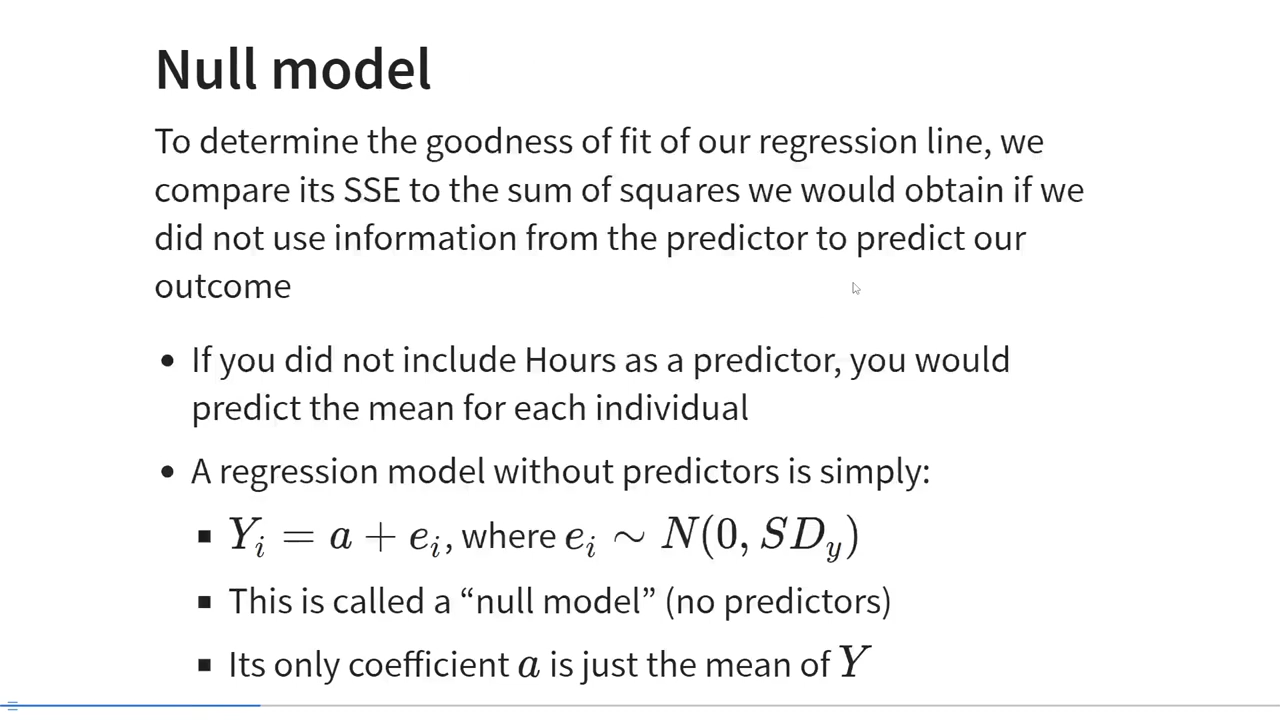 Null model
To determine the goodness of fit of our regression line, we
compare its SSE to the sum of squares we would obtain if we
did not use information from the predictor to predict our
outcome
• If you did not include Hours as a predictor, you would
predict the mean for each individual
• A regression model without predictors is simply:
▪ Yᵢ = a + eᵢ, where eᵢ ∼ N(0, SD_y)
▪ This is called a “null model” (no predictors)
▪ Its only coefficient a is just the mean of Y